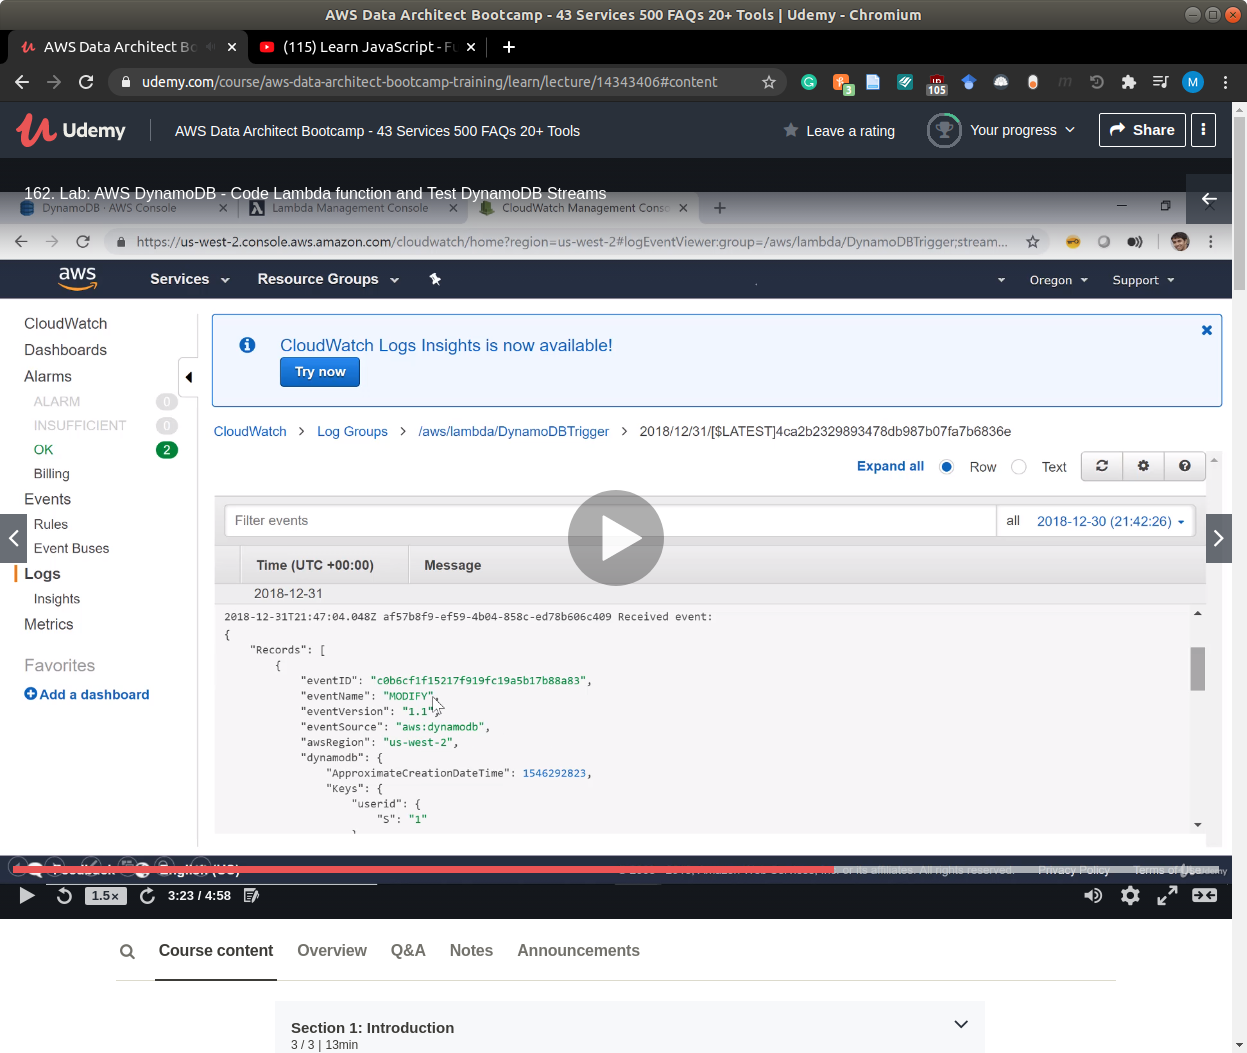 AWS Data Architect Bootcamp - 43 Services 500 FAQs 20+ Tools | Udemy - Chromium
AWS Data Architect Bo
(115) Learn JavaScript - Fu
udemy.com/course/aws-data-architect-bootcamp-training/learn/lecture/14343406#content
3
105
m
M
Udemy
AWS Data Architect Bootcamp - 43 Services 500 FAQs 20+ Tools
Leave a rating
Your progress
Share
162. Lab: AWS DynamoDB - Code Lambda function and Test DynamoDB Streams
DynamoDB · AWS Console
Lambda Management Console
CloudWatch Management Conso
https://us-west-2.console.aws.amazon.com/cloudwatch/home?region=us-west-2#logEventViewer:group=/aws/lambda/DynamoDBTrigger;stream...
aws
Services
Resource Groups
Oregon
Support
CloudWatch
Dashboards
Alarms
ALARM 0
INSUFFICIENT 0
OK 2
Billing
Events
Rules
Event Buses
Logs
Insights
Metrics
Favorites
Add a dashboard
CloudWatch Logs Insights is now available!
Try now
CloudWatch > Log Groups > /aws/lambda/DynamoDBTrigger > 2018/12/31/[$LATEST]4ca2b2329893478db987b07fa7b6836e
Expand all
Row
Text
Filter events
all
2018-12-30 (21:42:26)
Time (UTC +00:00)
Message
2018-12-31
2018-12-31T21:47:04.048Z af57b8f9-ef59-4b04-858c-ed78b606c409 Received event:
{
"Records": [
{
"eventID": "c0b6cf1f15217f919fc19a5b17b88a83",
"eventName": "MODIFY",
"eventVersion": "1.1",
"eventSource": "aws:dynamodb",
"awsRegion": "us-west-2",
"dynamodb": {
"ApproximateCreationDateTime": 1546292823,
"Keys": {
"userid": {
"S": "1"
}
Privacy Policy
Terms of
1.5×
3:23 / 4:58
Course content
Overview
Q&A
Notes
Announcements
Section 1: Introduction
3 / 3 | 13min